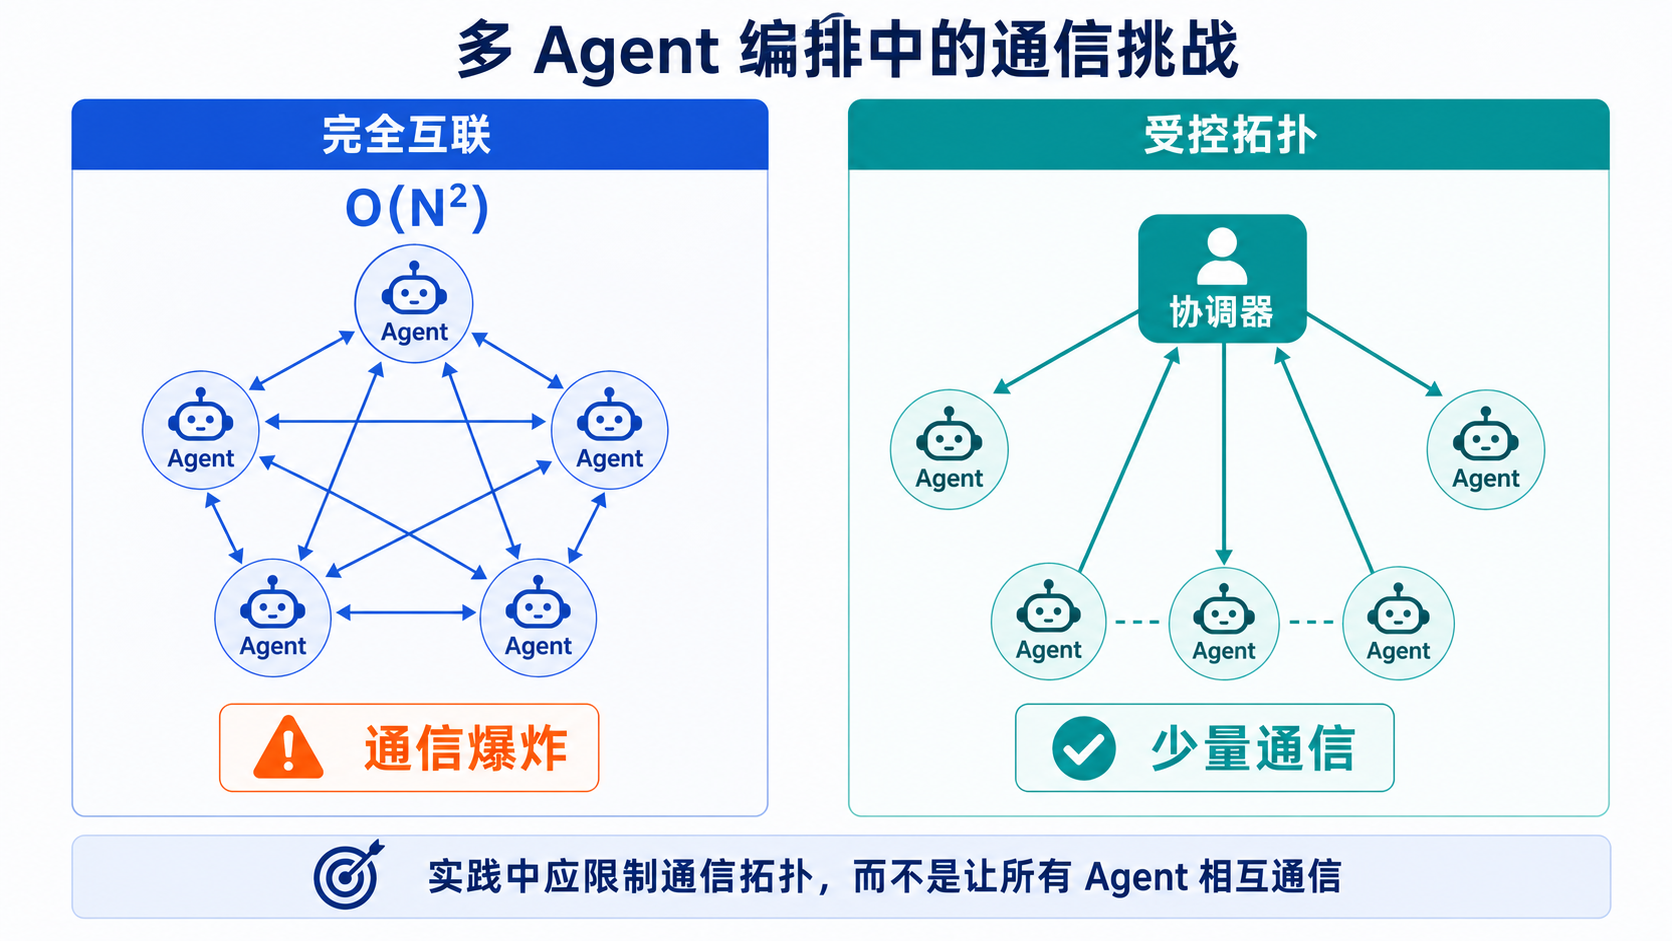 多 Agent 编排中的通信挑战
完全互联
O(N²)
Agent
Agent
Agent
Agent
Agent
通信爆炸
受控拓扑
协调器
Agent
Agent
Agent
Agent
Agent
少量通信
实践中应限制通信拓扑，而不是让所有 Agent 相互通信